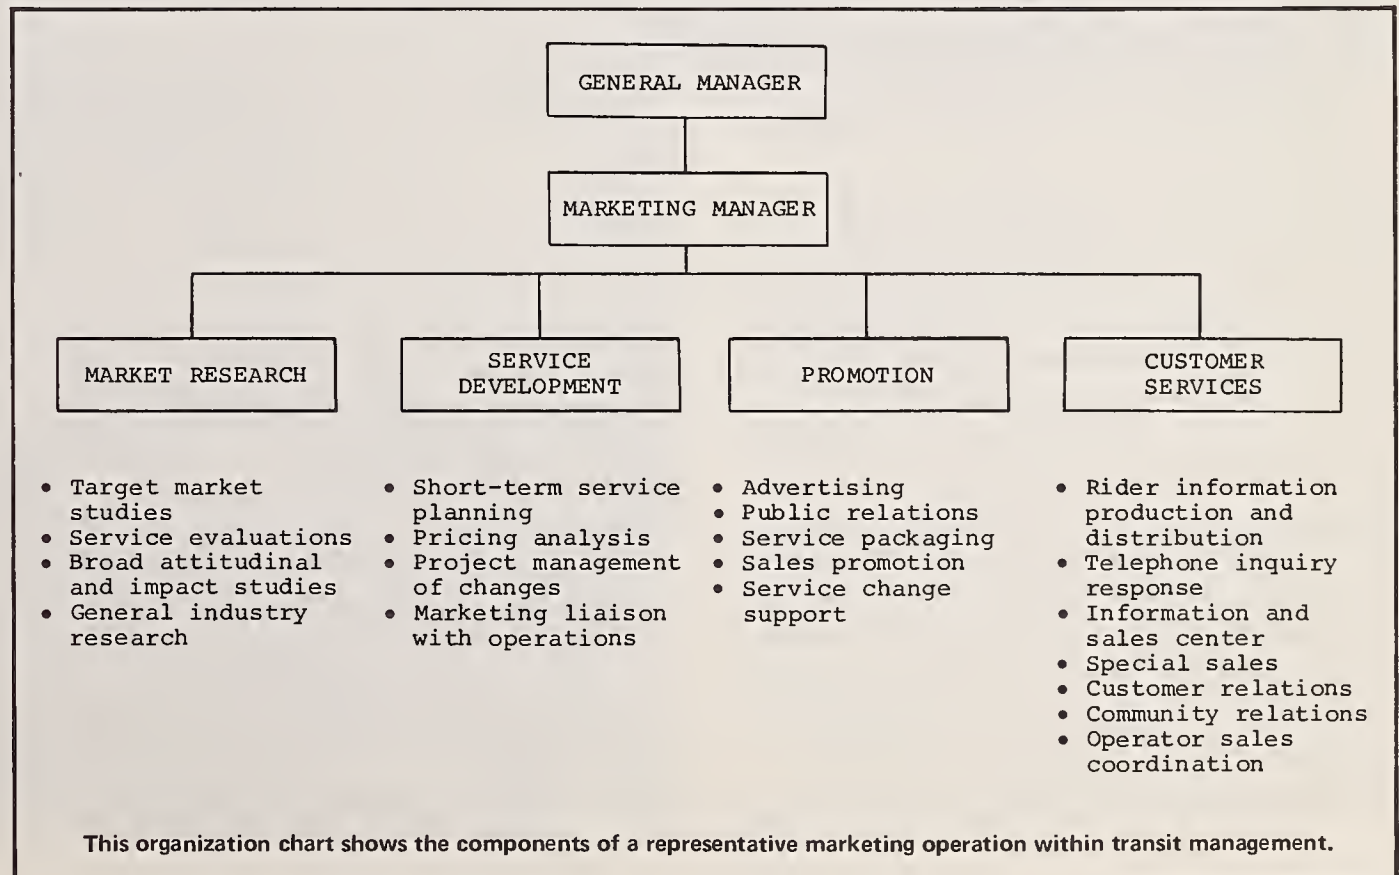 GENERAL MANAGER
MARKETING MANAGER
MARKET RESEARCH
SERVICE
DEVELOPMENT
PROMOTION
CUSTOMER
SERVICES
• Target market
studies
• Service evaluations
• Broad attitudinal
and impact studies
• General industry
research
• Short-term service
planning
• Pricing analysis
• Project management
of changes
• Marketing liaison
with operations
• Advertising
• Public relations
• Service packaging
• Sales promotion
• Service change
support
• Rider information
production and
distribution
• Telephone inquiry
response
• Information and
sales center
• Special sales
• Customer relations
• Community relations
• Operator sales
coordination
This organization chart shows the components of a representative marketing operation within transit management.